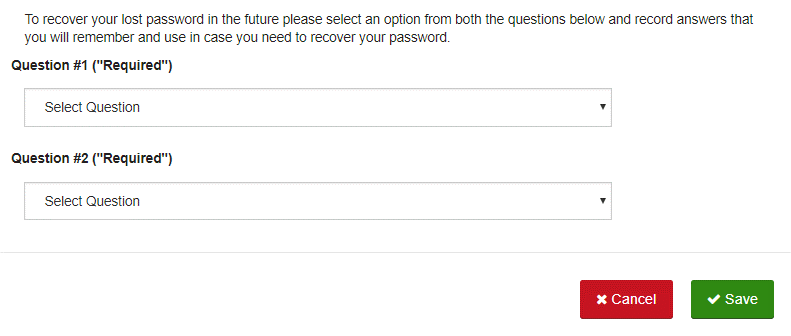 To recover your lost password in the future please select an option from both the questions below and record answers that
you will remember and use in case you need to recover your password.
Question #1 ("Required")
Select Question
Question #2 ("Required")
Select Question
Cancel Save